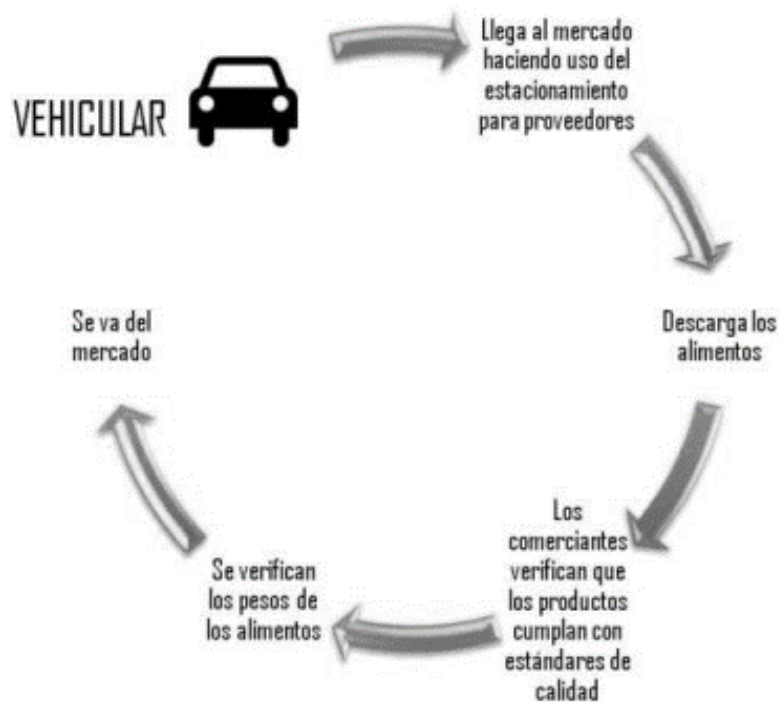 VEHICULAR
Llega al mercado
haciendo uso del
estacionamiento
para proveedores
Descarga los
alimentos
Los
comerciantes
verifican que
los productos
cumplan con
estándares de
calidad
Se verifican
los pesos de
los alimentos
Se va del
mercado